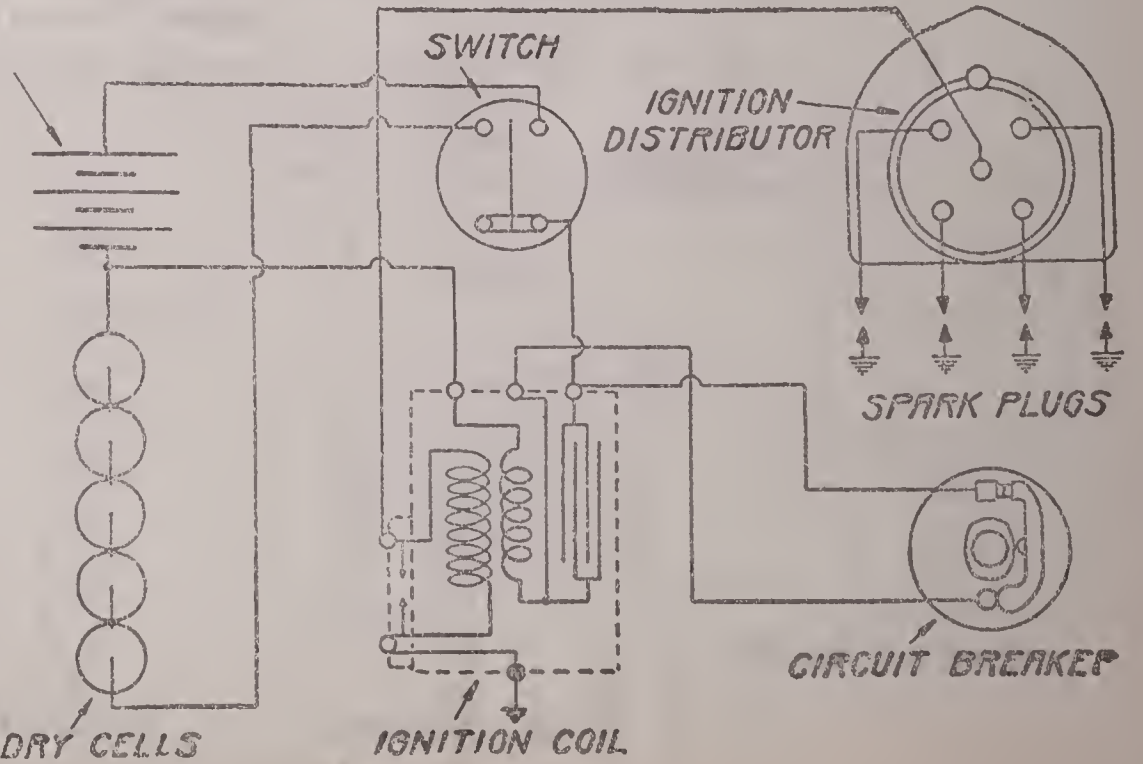 SWITCH
IGNITION
DISTRIBUTOR
SPARK PLUGS
CIRCUIT BREAKER
DRY CELLS
IGNITION COIL